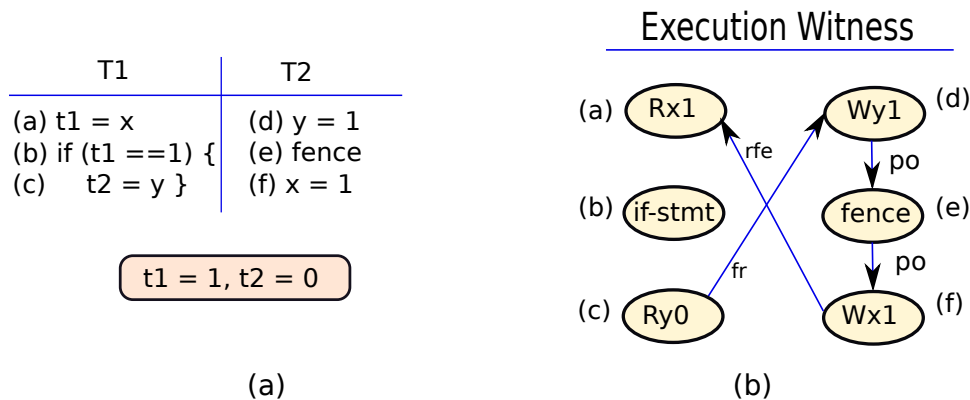 T1 T2
(a) t1 = x (d) y = 1
(b) if (t1 ==1) { (e) fence
(c) t2 = y } (f) x = 1
t1 = 1, t2 = 0
(a)
Execution Witness
(a) Rx1 Wy1 (d)
rfe po
(b) if-stmt fence (e)
fr po
(c) Ry0 Wx1 (f)
(b)